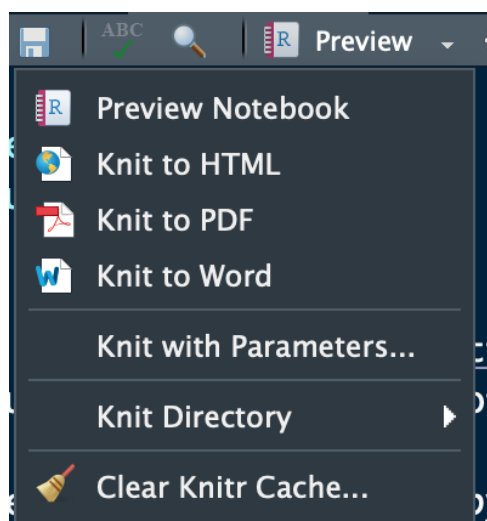 ABC
R Preview
R Preview Notebook
Knit to HTML
Knit to PDF
W Knit to Word
Knit with Parameters...
Knit Directory
Clear Knitr Cache...